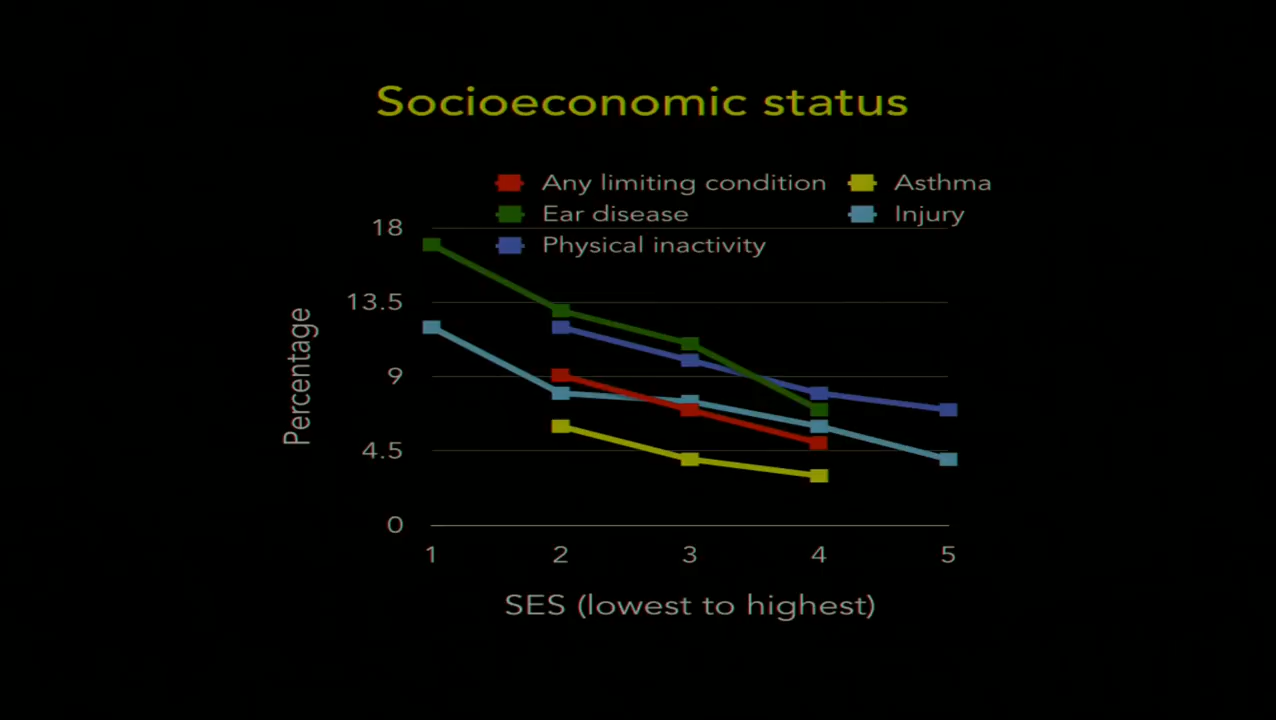 Socioeconomic status
Any limiting condition
Asthma
Ear disease
Injury
Physical inactivity
18
13.5
9
4.5
0
Percentage
1 2 3 4 5
SES (lowest to highest)